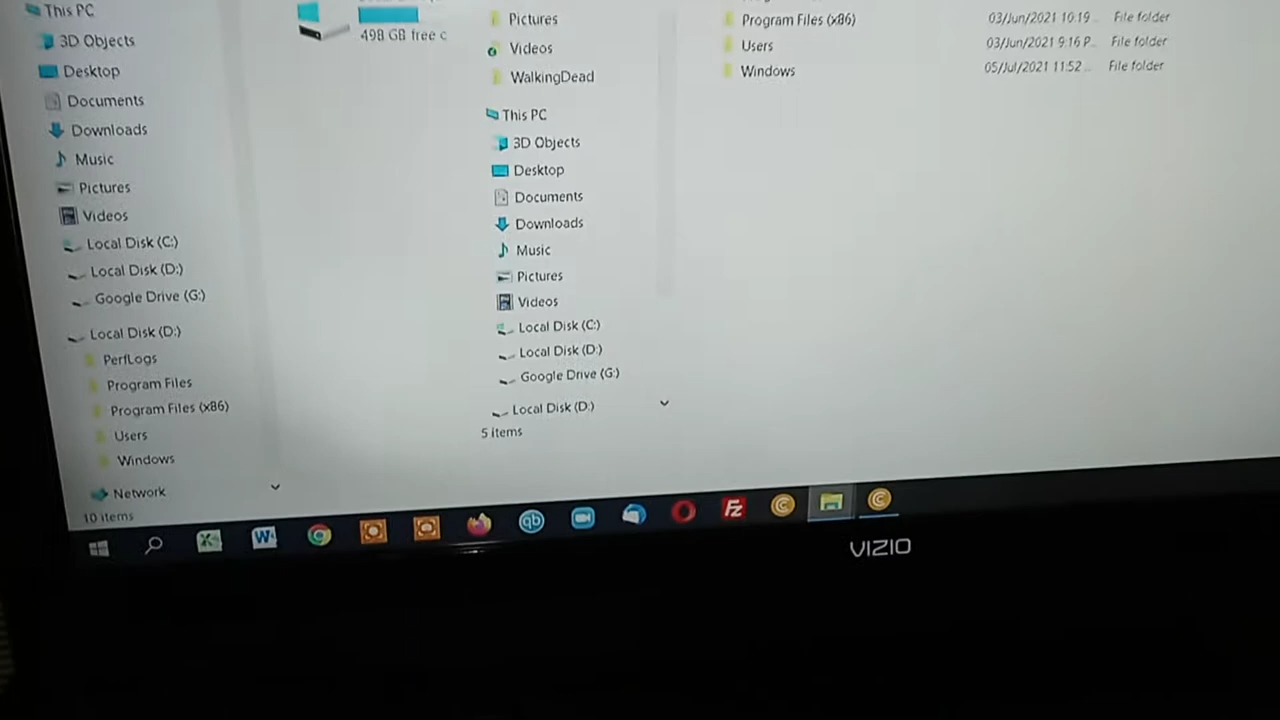 This PC
3D Objects
Desktop
Documents
Downloads
Music
Pictures
Videos
Local Disk (C:)
Local Disk (D:)
Google Drive (G:)
Local Disk (D:)
PerfLogs
Program Files
Program Files (x86)
Users
Windows
Network
10 items
498 GB free
Pictures
Videos
WalkingDead
This PC
3D Objects
Desktop
Documents
Downloads
Music
Pictures
Videos
Local Disk (C:)
Local Disk (D:)
Google Drive (G:)
Local Disk (D:)
5 items
Program Files (x86) 03/Jun/2021 10:19... File folder
Users 03/Jun/2021 9:16 P... File folder
Windows 05/Jul/2021 11:52... File folder
W
qb
Fz
VIZIO